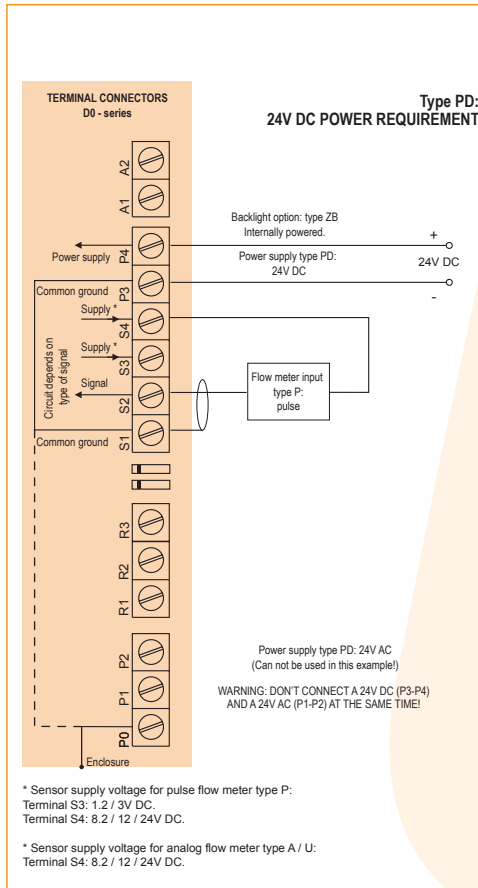 TERMINAL CONNECTORS
D0 - series
Type PD:
24V DC POWER REQUIREMENT
A2
A1
Backlight option: type ZB
Internally powered.
+
Power supply
P4
Power supply type PD:
24V DC
24V DC
Common ground
P3
-
Supply *
S4
Supply *
S3
Circuit depends on
type of signal
Signal
S2
Flow meter input
type P:
pulse
Common ground
S1
R3
R2
R1
P2
Power supply type PD: 24V AC
(Can not be used in this example!)
P1
WARNING: DON'T CONNECT A 24V DC (P3-P4)
AND A 24V AC (P1-P2) AT THE SAME TIME!
P0
Enclosure
* Sensor supply voltage for pulse flow meter type P:
Terminal S3: 1.2 / 3V DC.
Terminal S4: 8.2 / 12 / 24V DC.
* Sensor supply voltage for analog flow meter type A / U:
Terminal S4: 8.2 / 12 / 24V DC.